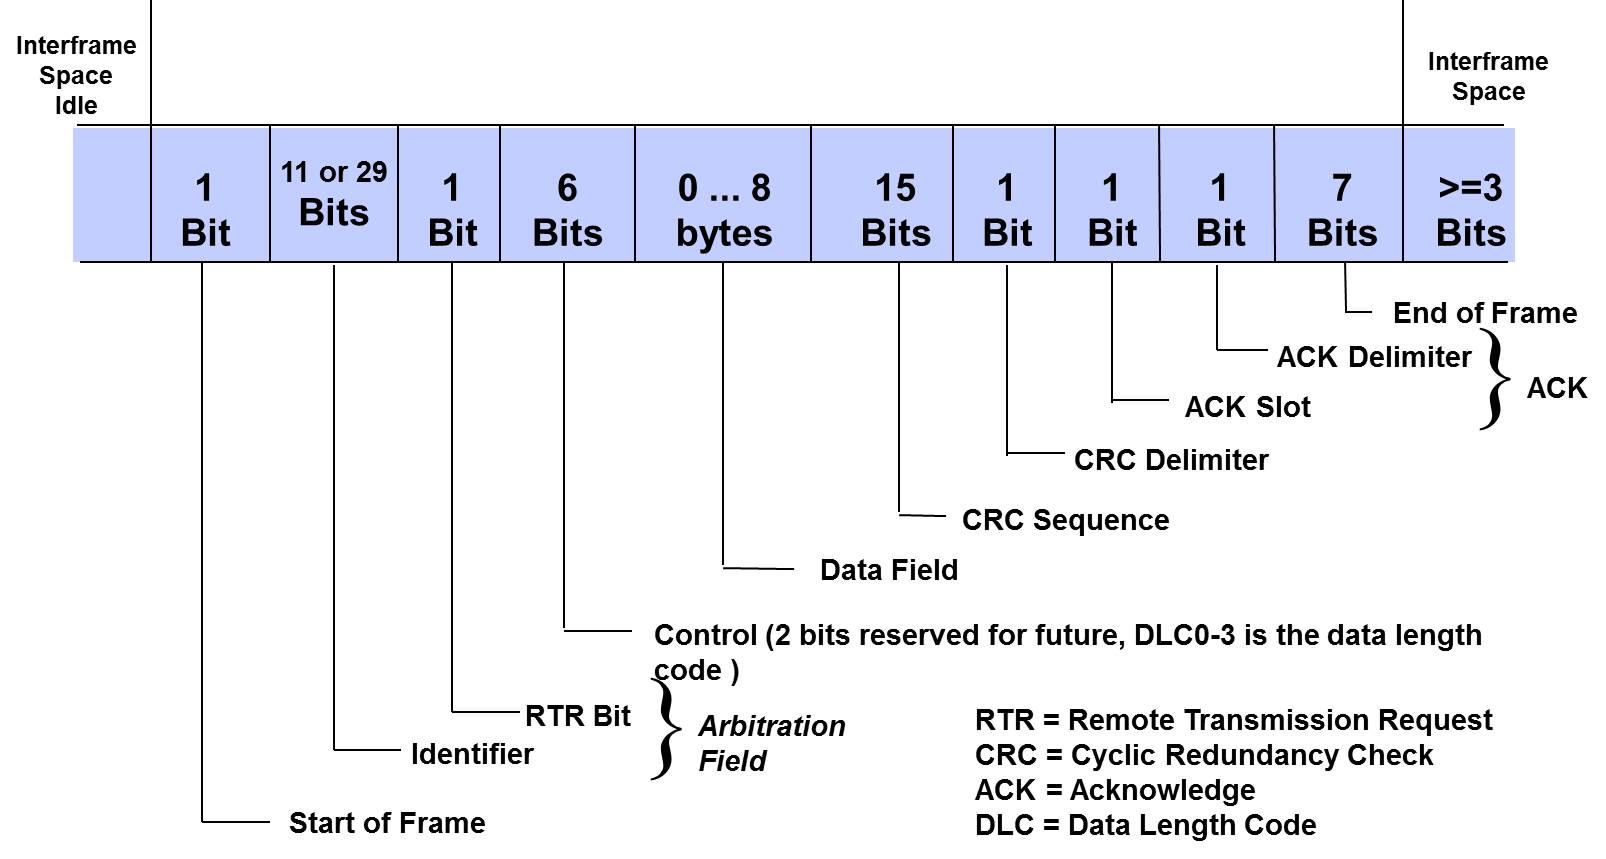 Interframe
Space
Idle
Interframe
Space
1
Bit
11 or 29
Bits
1
Bit
6
Bits
0 ... 8
bytes
15
Bits
1
Bit
1
Bit
1
Bit
7
Bits
>=3
Bits
End of Frame
ACK Delimiter
ACK
ACK Slot
CRC Delimiter
CRC Sequence
Data Field
Control (2 bits reserved for future, DLC0-3 is the data length
code )
RTR Bit
Arbitration
Field
Identifier
Start of Frame
RTR = Remote Transmission Request
CRC = Cyclic Redundancy Check
ACK = Acknowledge
DLC = Data Length Code